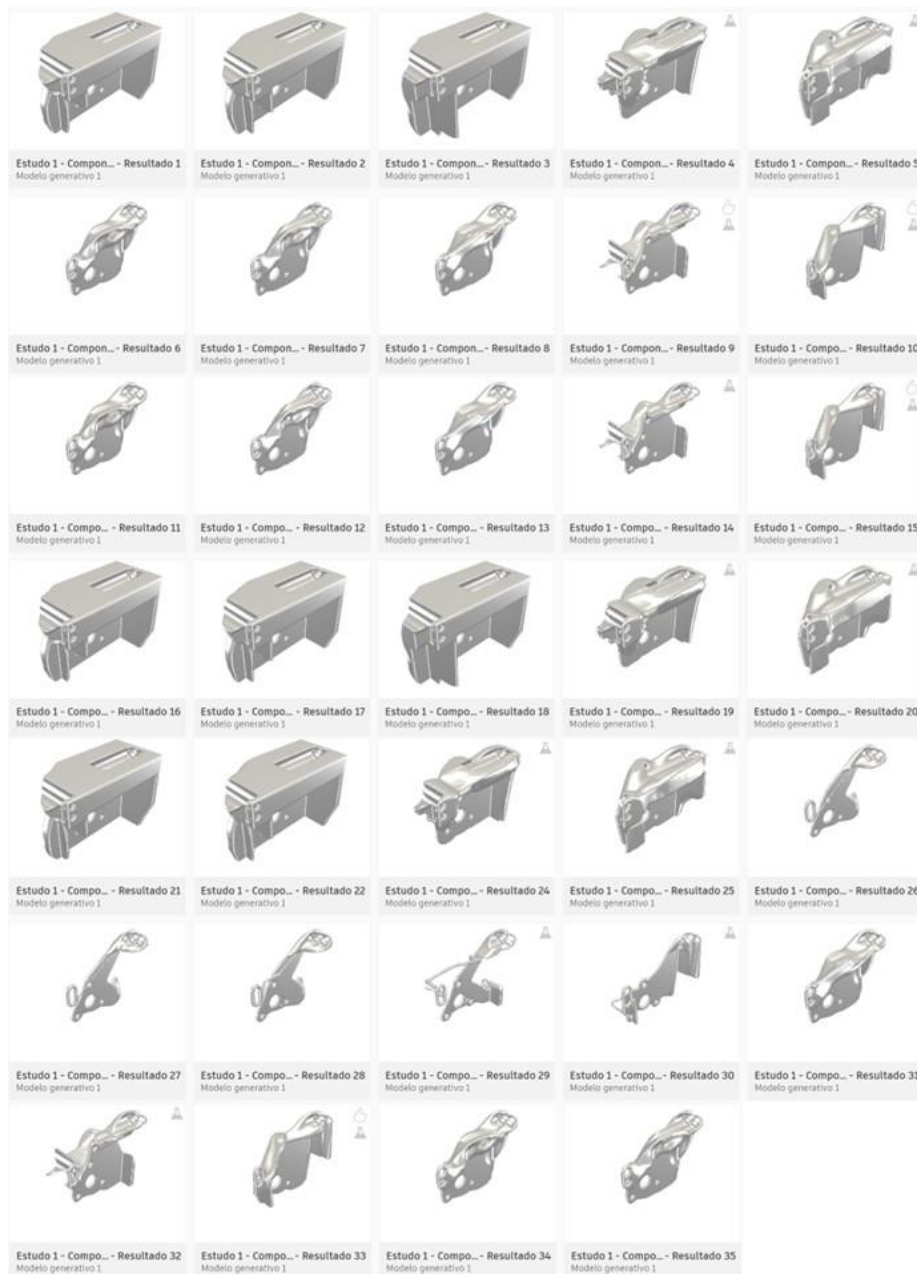 Estudo 1 - Compon... - Resultado 1
Modelo generativo 1
Estudo 1 - Compon... - Resultado 2
Modelo generativo 1
Estudo 1 - Compon... - Resultado 3
Modelo generativo 1
Estudo 1 - Compon... - Resultado 4
Modelo generativo 1
Estudo 1 - Compon... - Resultado 5
Modelo generativo 1
Estudo 1 - Compon... - Resultado 6
Modelo generativo 1
Estudo 1 - Compon... - Resultado 7
Modelo generativo 1
Estudo 1 - Compon... - Resultado 8
Modelo generativo 1
Estudo 1 - Compon... - Resultado 9
Modelo generativo 1
Estudo 1 - Compon... - Resultado 10
Modelo generativo 1
Estudo 1 - Compo... - Resultado 11
Modelo generativo 1
Estudo 1 - Compo... - Resultado 12
Modelo generativo 1
Estudo 1 - Compo... - Resultado 13
Modelo generativo 1
Estudo 1 - Compo... - Resultado 14
Modelo generativo 1
Estudo 1 - Compo... - Resultado 15
Modelo generativo 1
Estudo 1 - Compo... - Resultado 16
Modelo generativo 1
Estudo 1 - Compo... - Resultado 17
Modelo generativo 1
Estudo 1 - Compo... - Resultado 18
Modelo generativo 1
Estudo 1 - Compo... - Resultado 19
Modelo generativo 1
Estudo 1 - Compo... - Resultado 20
Modelo generativo 1
Estudo 1 - Compo... - Resultado 21
Modelo generativo 1
Estudo 1 - Compo... - Resultado 22
Modelo generativo 1
Estudo 1 - Compo... - Resultado 24
Modelo generativo 1
Estudo 1 - Compo... - Resultado 25
Modelo generativo 1
Estudo 1 - Compo... - Resultado 26
Modelo generativo 1
Estudo 1 - Compo... - Resultado 27
Modelo generativo 1
Estudo 1 - Compo... - Resultado 28
Modelo generativo 1
Estudo 1 - Compo... - Resultado 29
Modelo generativo 1
Estudo 1 - Compo... - Resultado 30
Modelo generativo 1
Estudo 1 - Compo... - Resultado 31
Modelo generativo 1
Estudo 1 - Compo... - Resultado 32
Modelo generativo 1
Estudo 1 - Compo... - Resultado 33
Modelo generativo 1
Estudo 1 - Compo... - Resultado 34
Modelo generativo 1
Estudo 1 - Compo... - Resultado 35
Modelo generativo 1